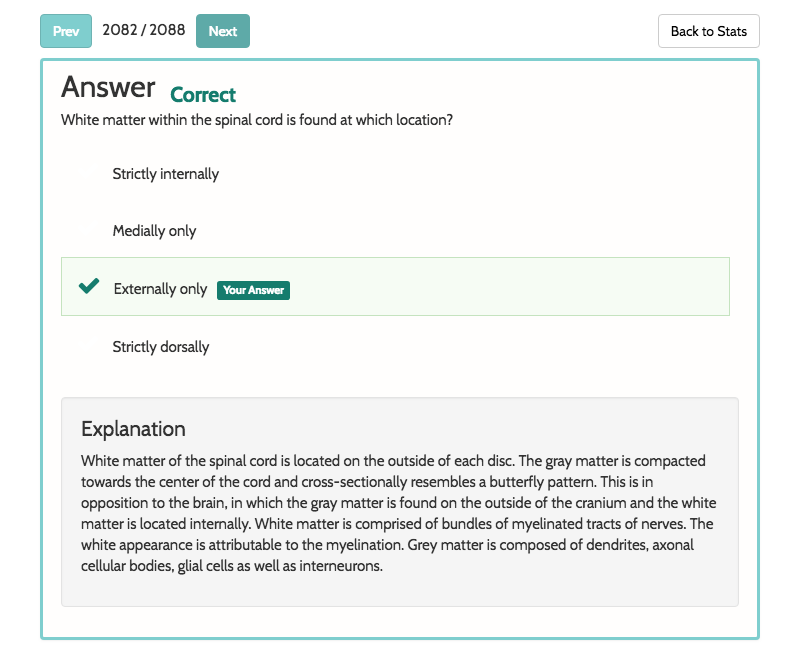 Prev 2082 / 2088 Next Back to Stats
Answer Correct
White matter within the spinal cord is found at which location?
Strictly internally
Medially only
Externally only Your Answer
Strictly dorsally
Explanation
White matter of the spinal cord is located on the outside of each disc. The gray matter is compacted
towards the center of the cord and cross-sectionally resembles a butterfly pattern. This is in
opposition to the brain, in which the gray matter is found on the outside of the cranium and the white
matter is located internally. White matter is comprised of bundles of myelinated tracts of nerves. The
white appearance is attributable to the myelination. Grey matter is composed of dendrites, axonal
cellular bodies, glial cells as well as interneurons.